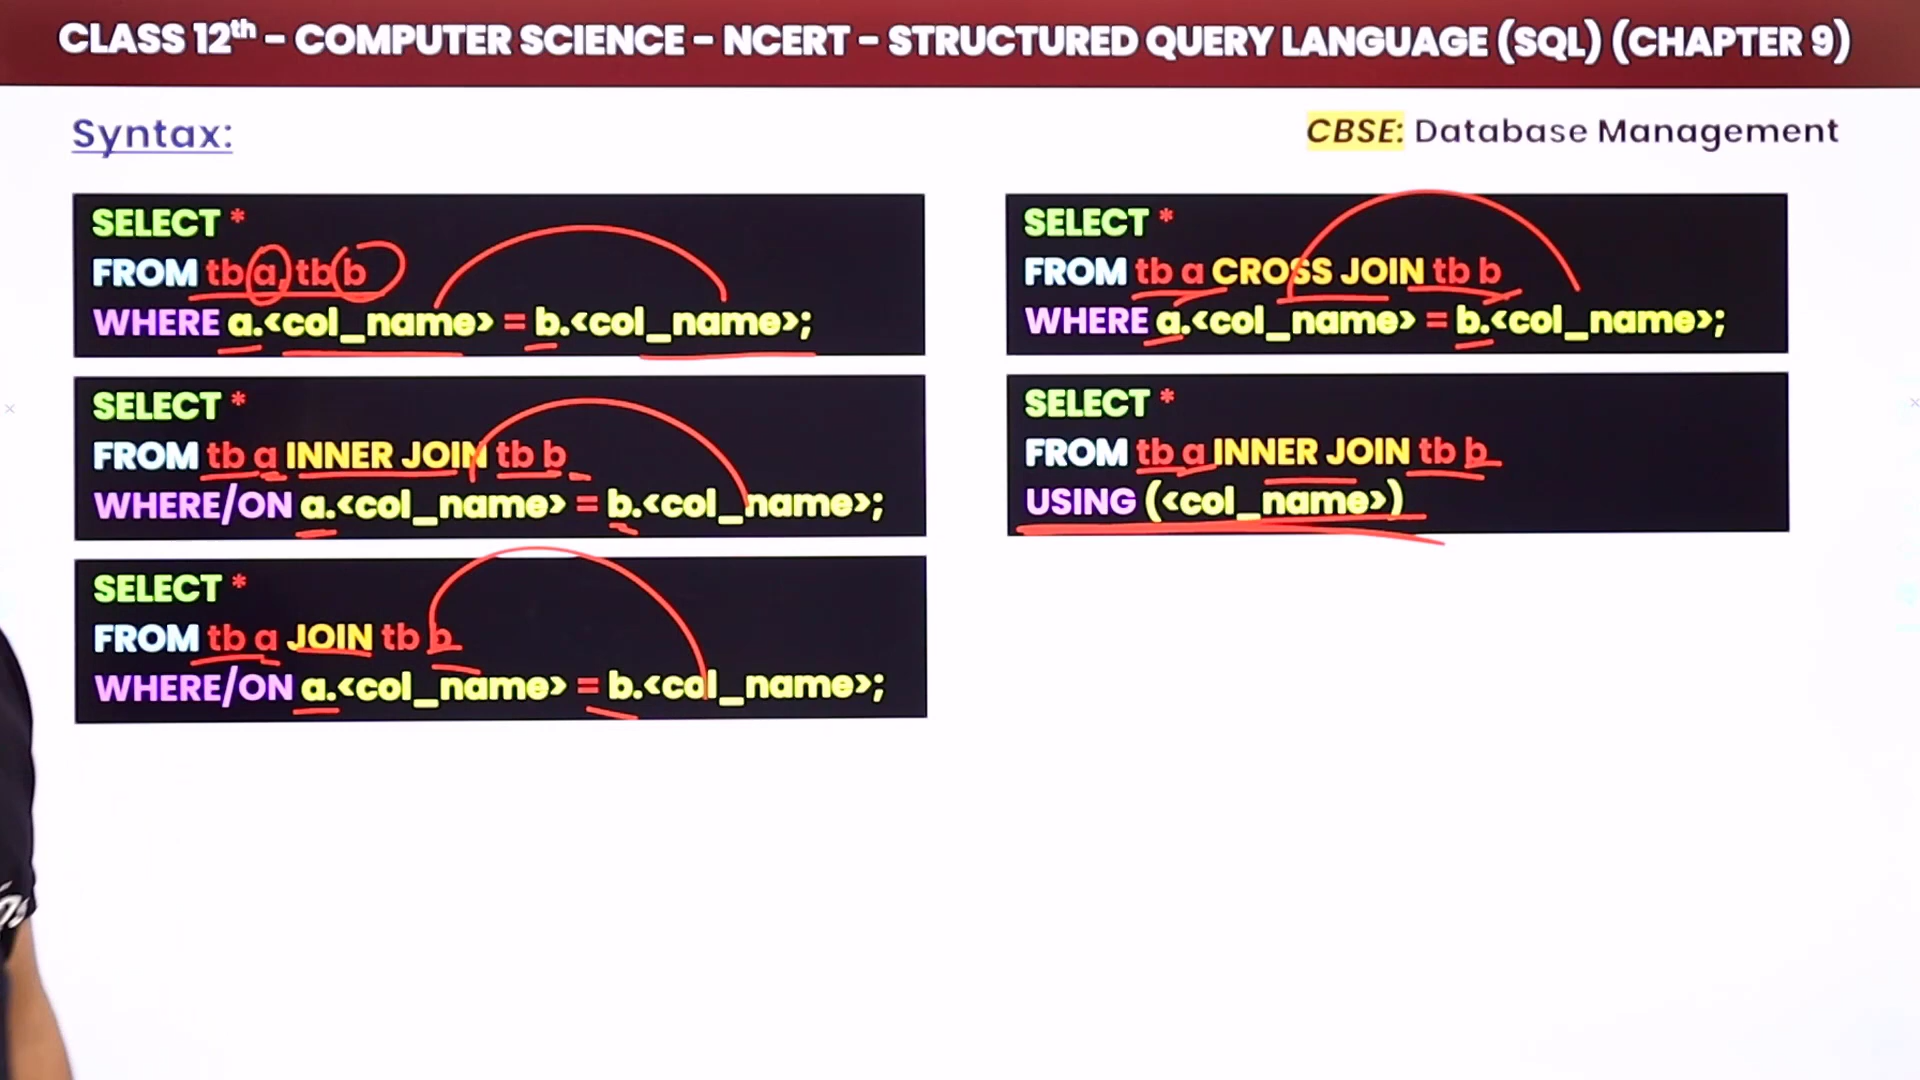 CLASS 12th - COMPUTER SCIENCE - NCERT - STRUCTURED QUERY LANGUAGE (SQL) (CHAPTER 9)
Syntax:
CBSE: Database Management
SELECT *
FROM tb a, tb b
WHERE a.<col_name> = b.<col_name>;
SELECT *
FROM tb a INNER JOIN tb b
WHERE/ON a.<col_name> = b.<col_name>;
SELECT *
FROM tb a JOIN tb b
WHERE/ON a.<col_name> = b.<col_name>;
SELECT *
FROM tb a CROSS JOIN tb b
WHERE a.<col_name> = b.<col_name>;
SELECT *
FROM tb a INNER JOIN tb b
USING (<col_name>)